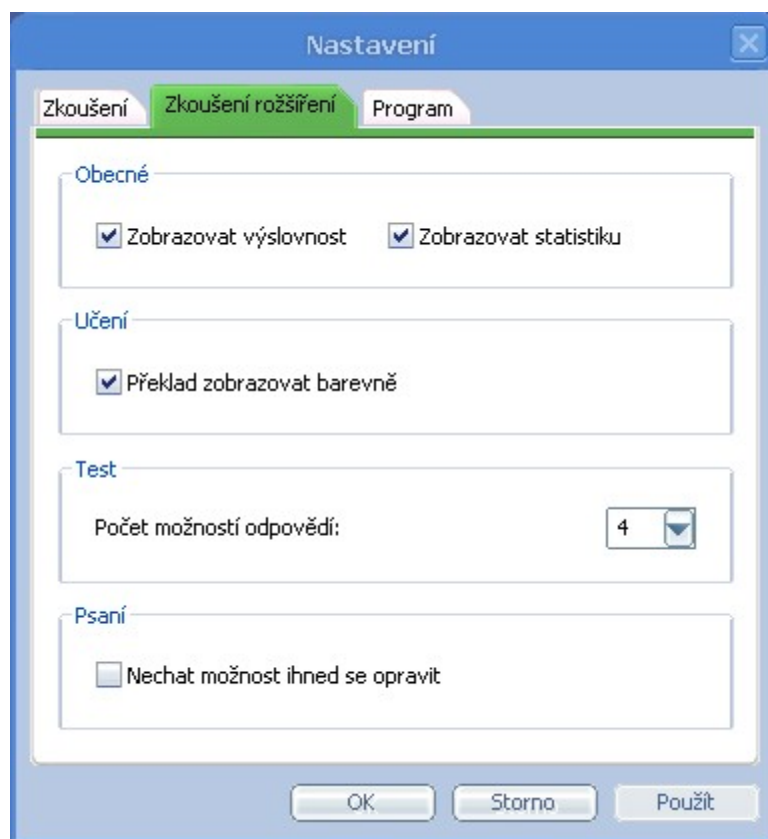 Nastavení
Zkoušení Zkoušení rožšíření Program
Obecné
Zobrazovat výslovnost Zobrazovat statistiku
Učení
Překlad zobrazovat barevně
Test
Počet možností odpovědí: 4
Psaní
Nechat možnost ihned se opravit
OK Storno Použít